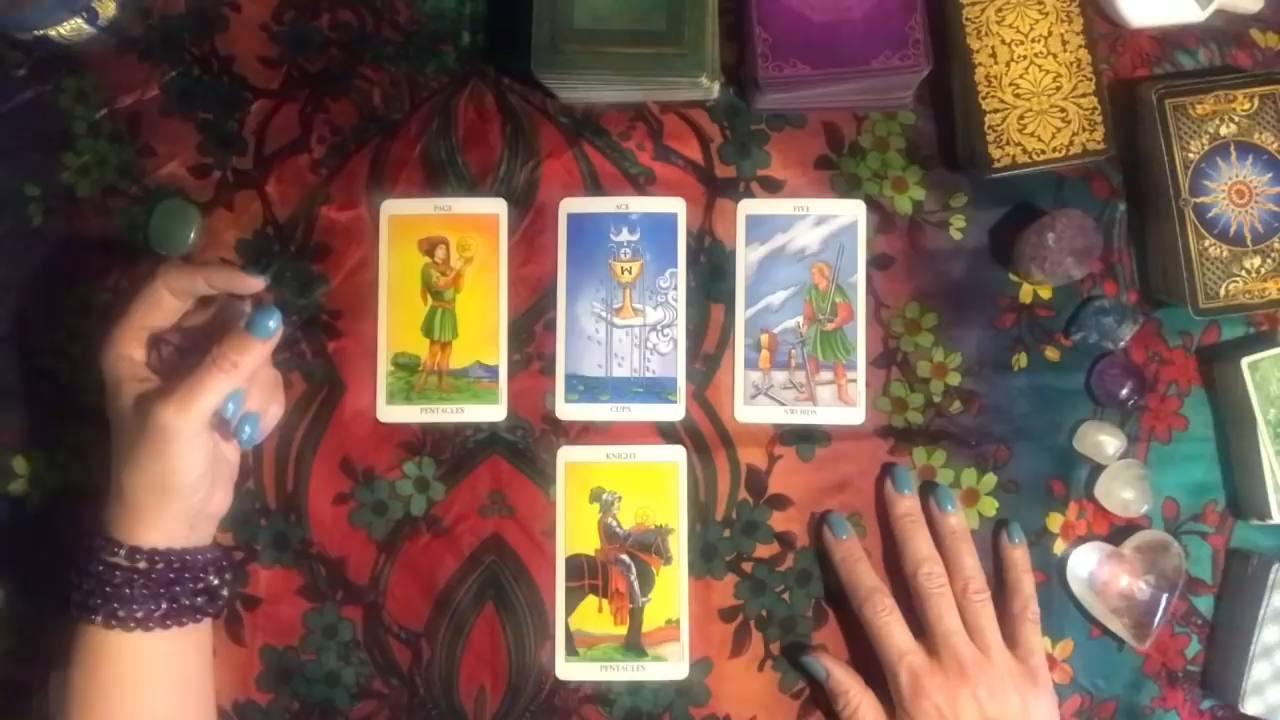 PAGE
PENTACLES
ACE
W
CUPS
FIVE
SWORDS
KNIGHT
PENTACLES